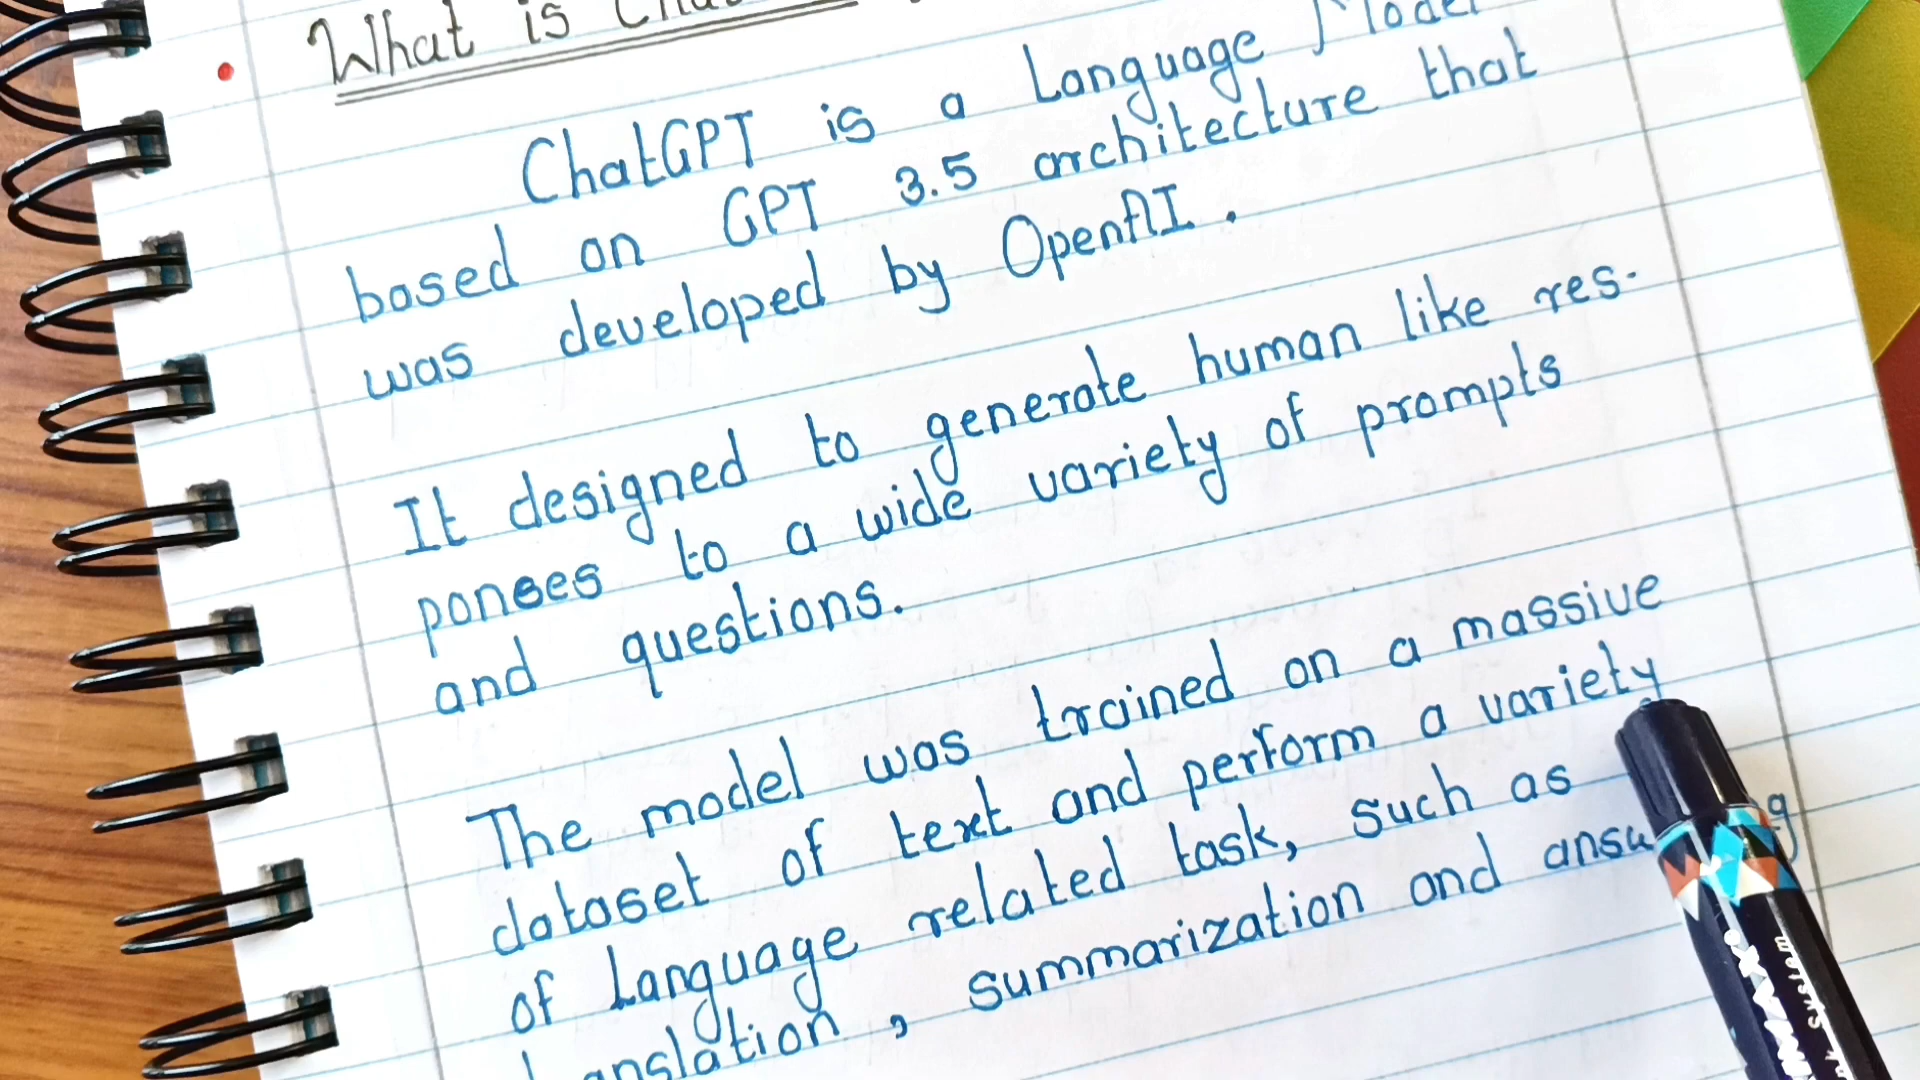 What is
ChatGPT is a Language Model
based on GPT 3.5 architecture that
was developed by OpenAI.
It designed to generate human like res-
ponses to a wide variety of prompts
and questions.
The model was trained on a massive
dataset of text and perform a variety
of Language related task, such as
summarization and